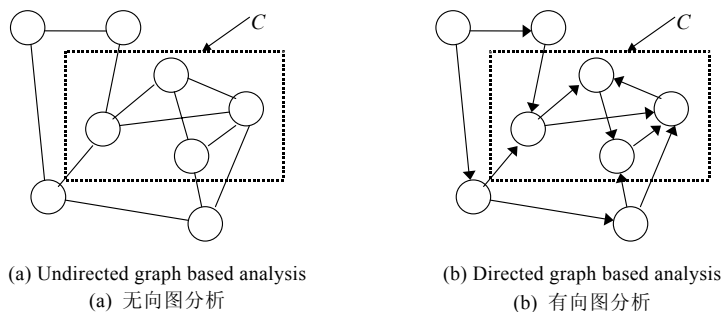 C
C
(a) Undirected graph based analysis
(a) 无向图分析
(b) Directed graph based analysis
(b) 有向图分析